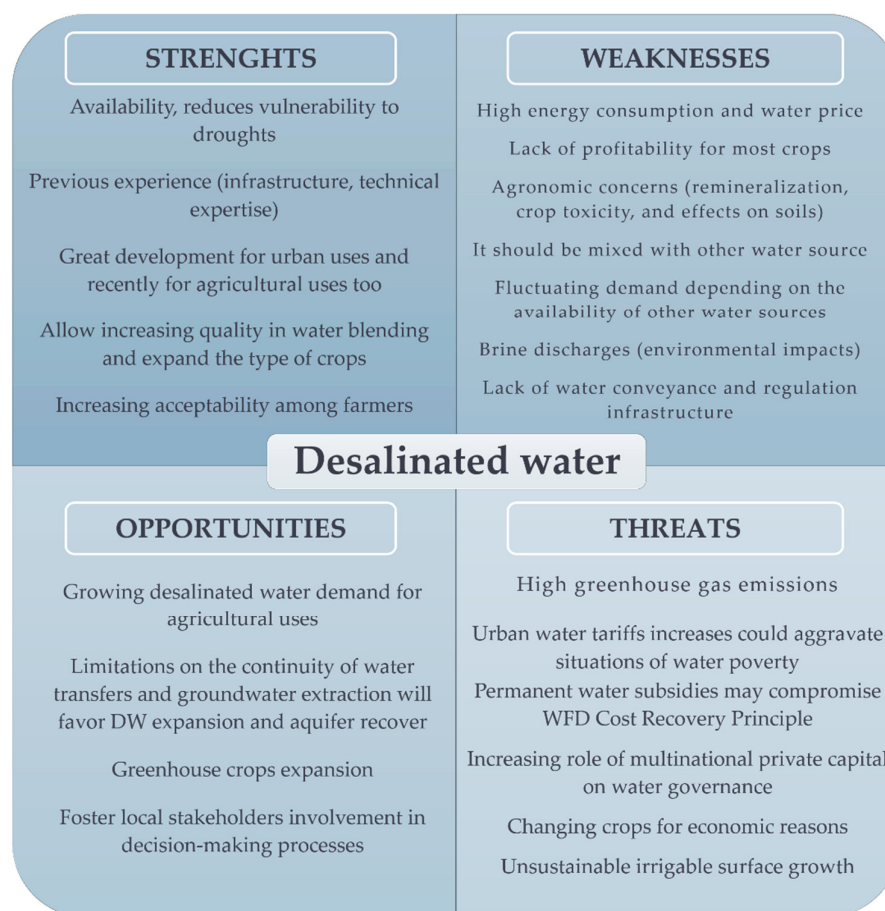 STRENGHTS
Availability, reduces vulnerability to
droughts
Previous experience (infrastructure, technical
expertise)
Great development for urban uses and
recently for agricultural uses too
Allow increasing quality in water blending
and expand the type of crops
Increasing acceptability among farmers
WEAKNESSES
High energy consumption and water price
Lack of profitability for most crops
Agronomic concerns (remineralization,
crop toxicity, and effects on soils)
It should be mixed with other water source
Fluctuating demand depending on the
availability of other water sources
Brine discharges (environmental impacts)
Lack of water conveyance and regulation
infrastructure
Desalinated water
OPPORTUNITIES
Growing desalinated water demand for
agricultural uses
Limitations on the continuity of water
transfers and groundwater extraction will
favor DW expansion and aquifer recover
Greenhouse crops expansion
Foster local stakeholders involvement in
decision-making processes
THREATS
High greenhouse gas emissions
Urban water tariffs increases could aggravate
situations of water poverty
Permanent water subsidies may compromise
WFD Cost Recovery Principle
Increasing role of multinational private capital
on water governance
Changing crops for economic reasons
Unsustainable irrigable surface growth